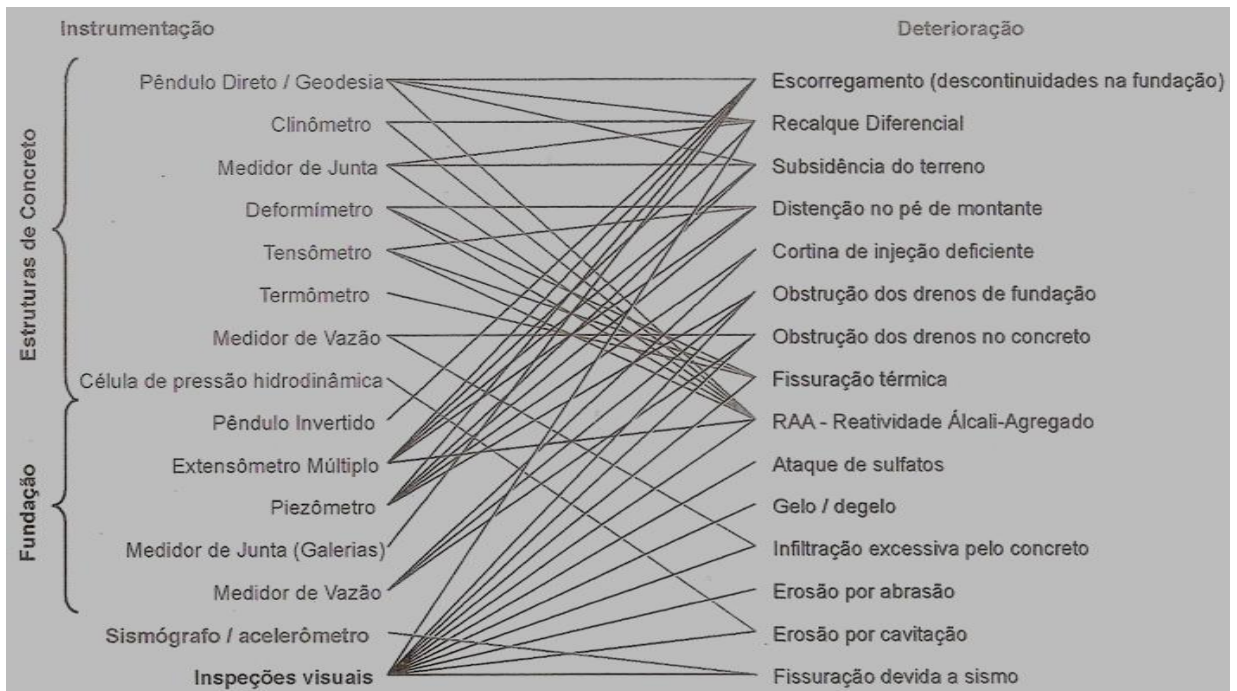 Instrumentação
Deterioração
Estruturas de Concreto
Pêndulo Direto / Geodesia
Clinômetro
Medidor de Junta
Deformímetro
Tensômetro
Termômetro
Medidor de Vazão
Célula de pressão hidrodinâmica
Fundação
Pêndulo Invertido
Extensômetro Múltiplo
Piezômetro
Medidor de Junta (Galerias)
Medidor de Vazão
Sismógrafo / acelerômetro
Inspeções visuais
Escorregamento (descontinuidades na fundação)
Recalque Diferencial
Subsidência do terreno
Distenção no pé de montante
Cortina de injeção deficiente
Obstrução dos drenos de fundação
Obstrução dos drenos no concreto
Fissuração térmica
RAA - Reatividade Álcali-Agregado
Ataque de sulfatos
Gelo / degelo
Infiltração excessiva pelo concreto
Erosão por abrasão
Erosão por cavitação
Fissuração devida a sismo